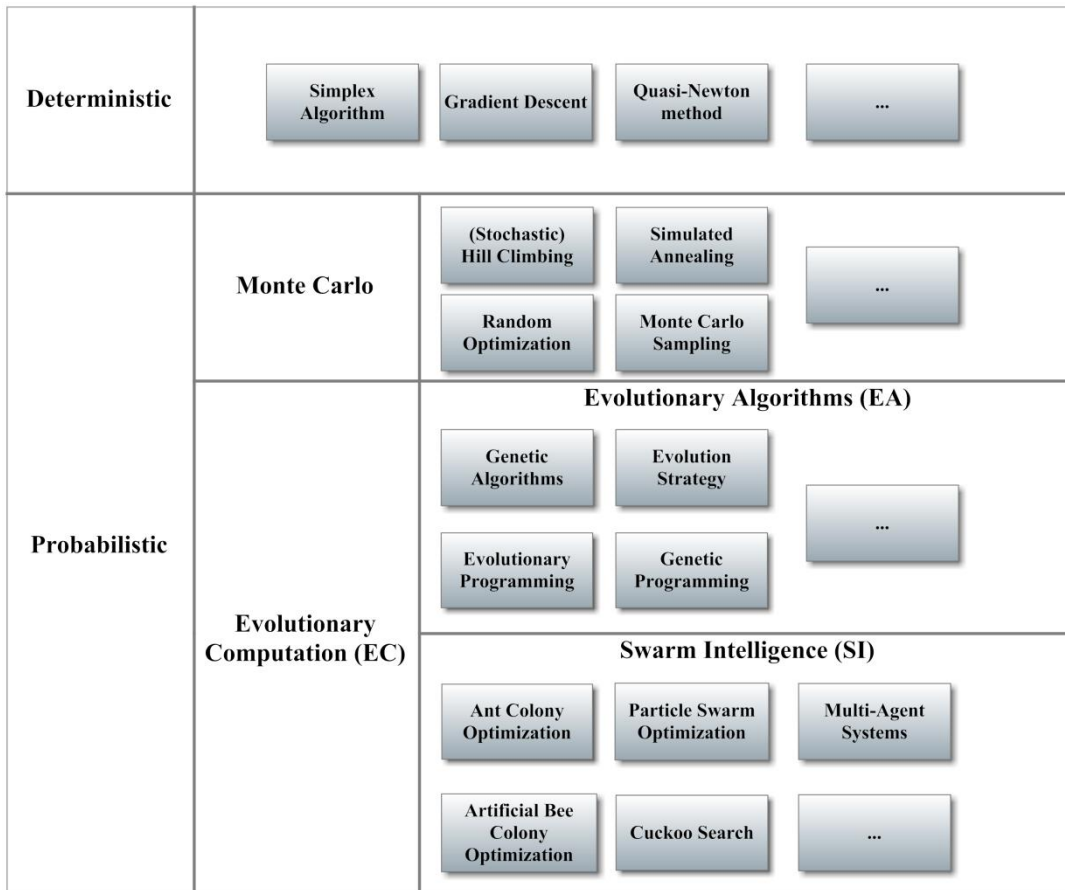 Deterministic
Simplex
Algorithm
Gradient Descent
Quasi-Newton
method
...
Probabilistic
Monte Carlo
(Stochastic)
Hill Climbing
Simulated
Annealing
...
Random
Optimization
Monte Carlo
Sampling
Evolutionary
Computation (EC)
Evolutionary Algorithms (EA)
Genetic
Algorithms
Evolution
Strategy
...
Evolutionary
Programming
Genetic
Programming
Swarm Intelligence (SI)
Ant Colony
Optimization
Particle Swarm
Optimization
Multi-Agent
Systems
Artificial Bee
Colony
Optimization
Cuckoo Search
...